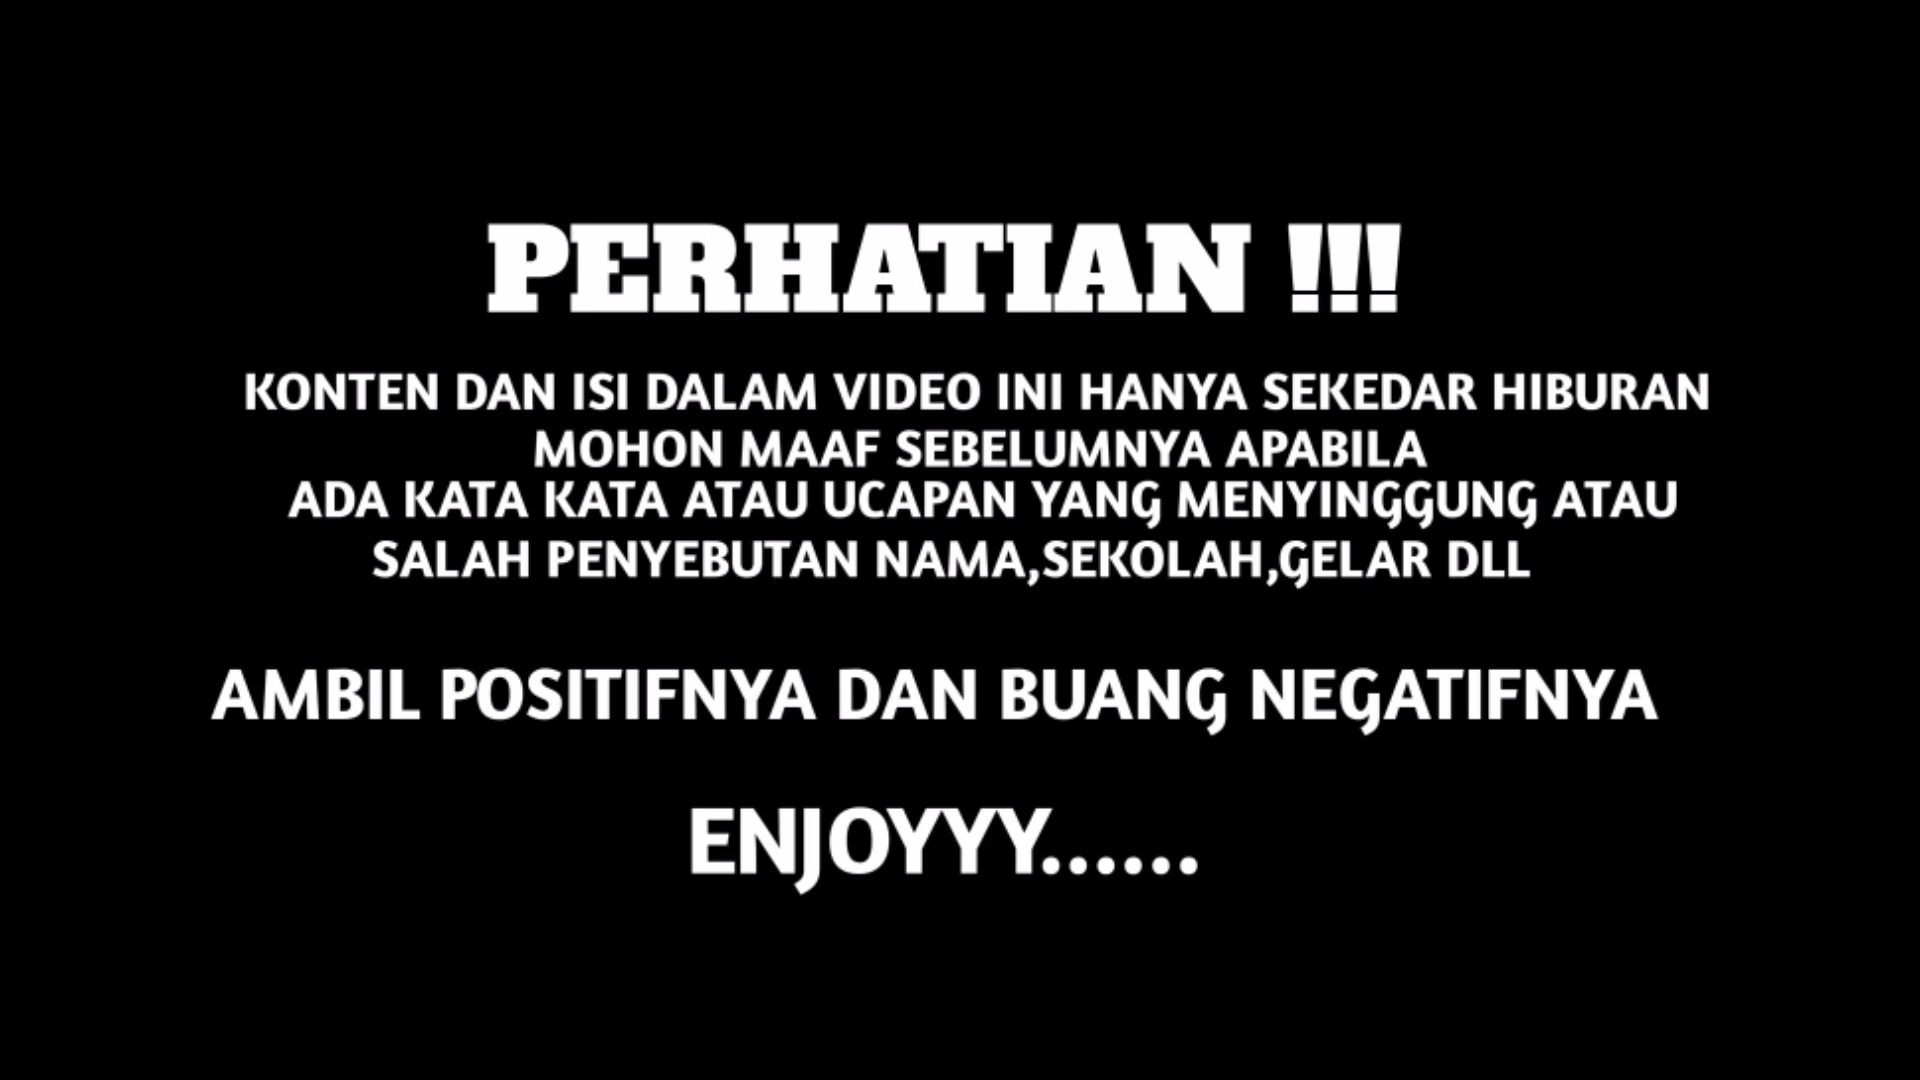 PERHATIAN !!!
KONTEN DAN ISI DALAM VIDEO INI HANYA SEKEDAR HIBURAN
MOHON MAAF SEBELUMNYA APABILA
ADA KATA KATA ATAU UCAPAN YANG MENYINGGUNG ATAU
SALAH PENYEBUTAN NAMA,SEKOLAH,GELAR DLL
AMBIL POSITIFNYA DAN BUANG NEGATIFNYA
ENJOYYY......